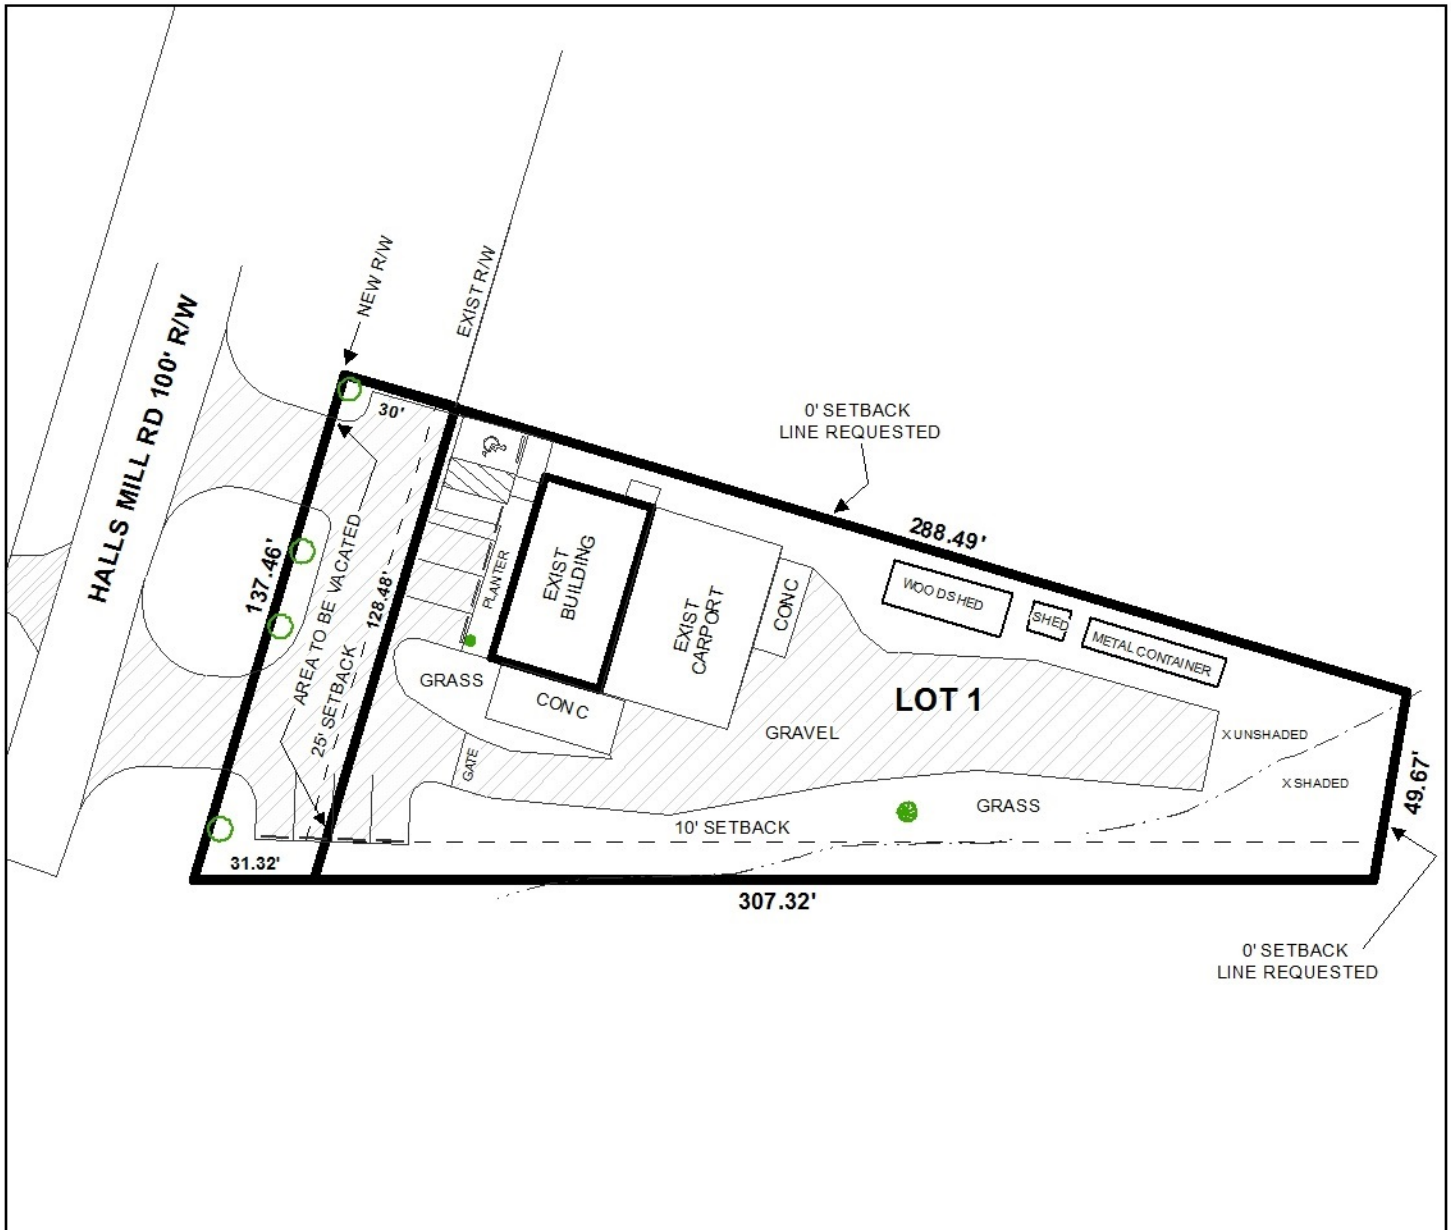 HALLS MILL RD 100' R/W
NEW R/W
EXIST R/W
30'
0' SETBACK
LINE REQUESTED
288.49'
137.46'
AREA TO BE VACATED
128.48'
25' SETBACK
PLANTER
EXIST
BUILDING
EXIST
CARPORT
CONC
WOODSHED
SHED
METAL CONTAINER
GRASS
CONC
LOT 1
GRAVEL
GATE
X UNSHADED
X SHADED
49.67'
GRASS
10' SETBACK
31.32'
307.32'
0' SETBACK
LINE REQUESTED